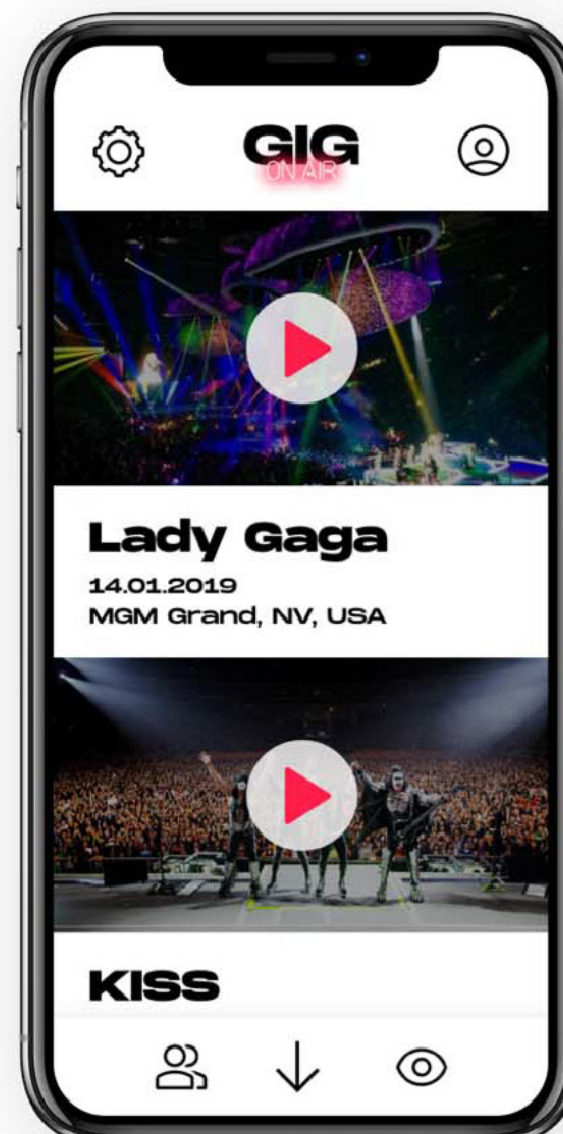 GIG
ON AIR
Lady Gaga
14.01.2019
MGM Grand, NV, USA
KISS